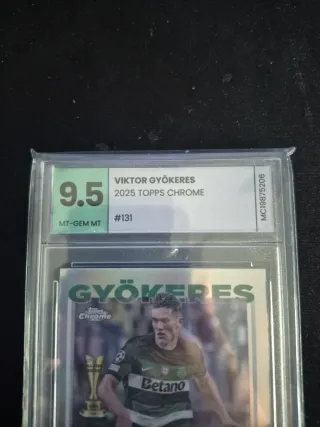 9.5
MT-GEM MT
VIKTOR GYÖKERES
2025 TOPPS CHROME
#131
MC19875206
GYÖKERES
Topps
Chrome
Betano